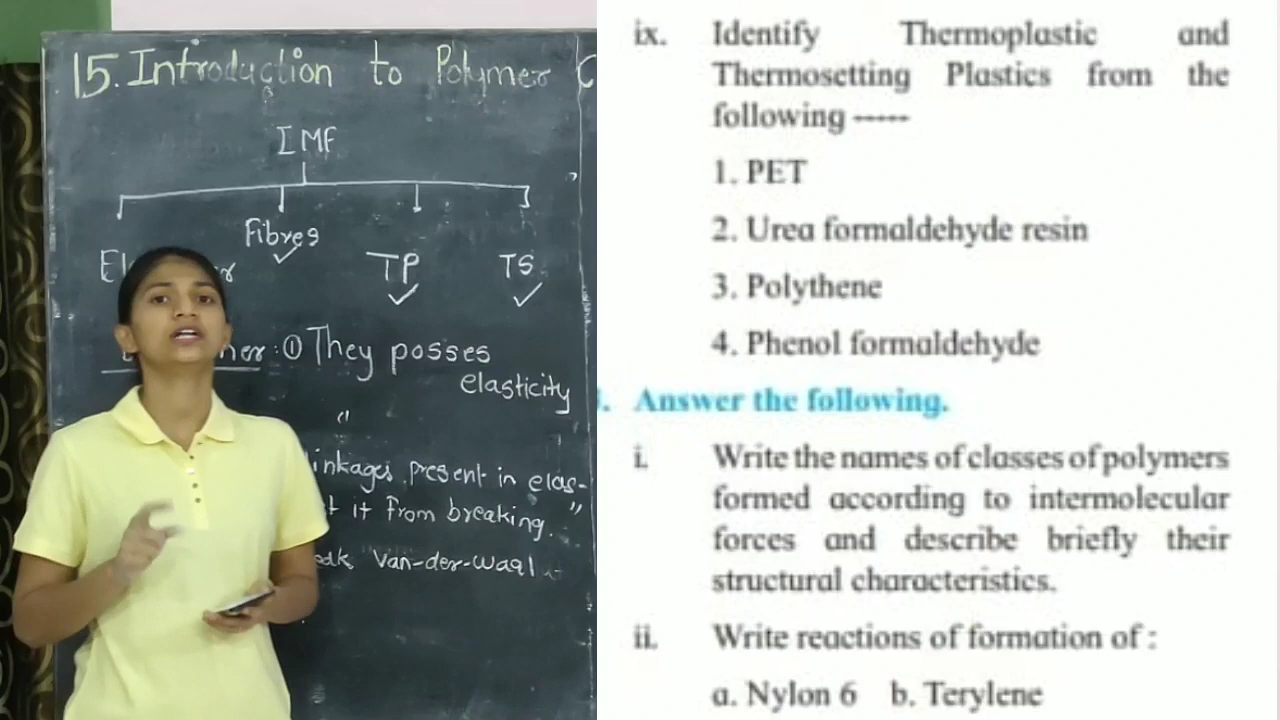 15. Introduction to Polymer C
IMF
Fibres
TP
TS
① They posses
elasticity
"
inkages present in elas-
t it from breaking. "
Van-der-Waal
ix. Identify Thermoplastic and
Thermosetting Plastics from the
following -----
1. PET
2. Urea formaldehyde resin
3. Polythene
4. Phenol formaldehyde
. Answer the following.
i. Write the names of classes of polymers
formed according to intermolecular
forces and describe briefly their
structural characteristics.
ii. Write reactions of formation of :
a. Nylon 6 b. Terylene